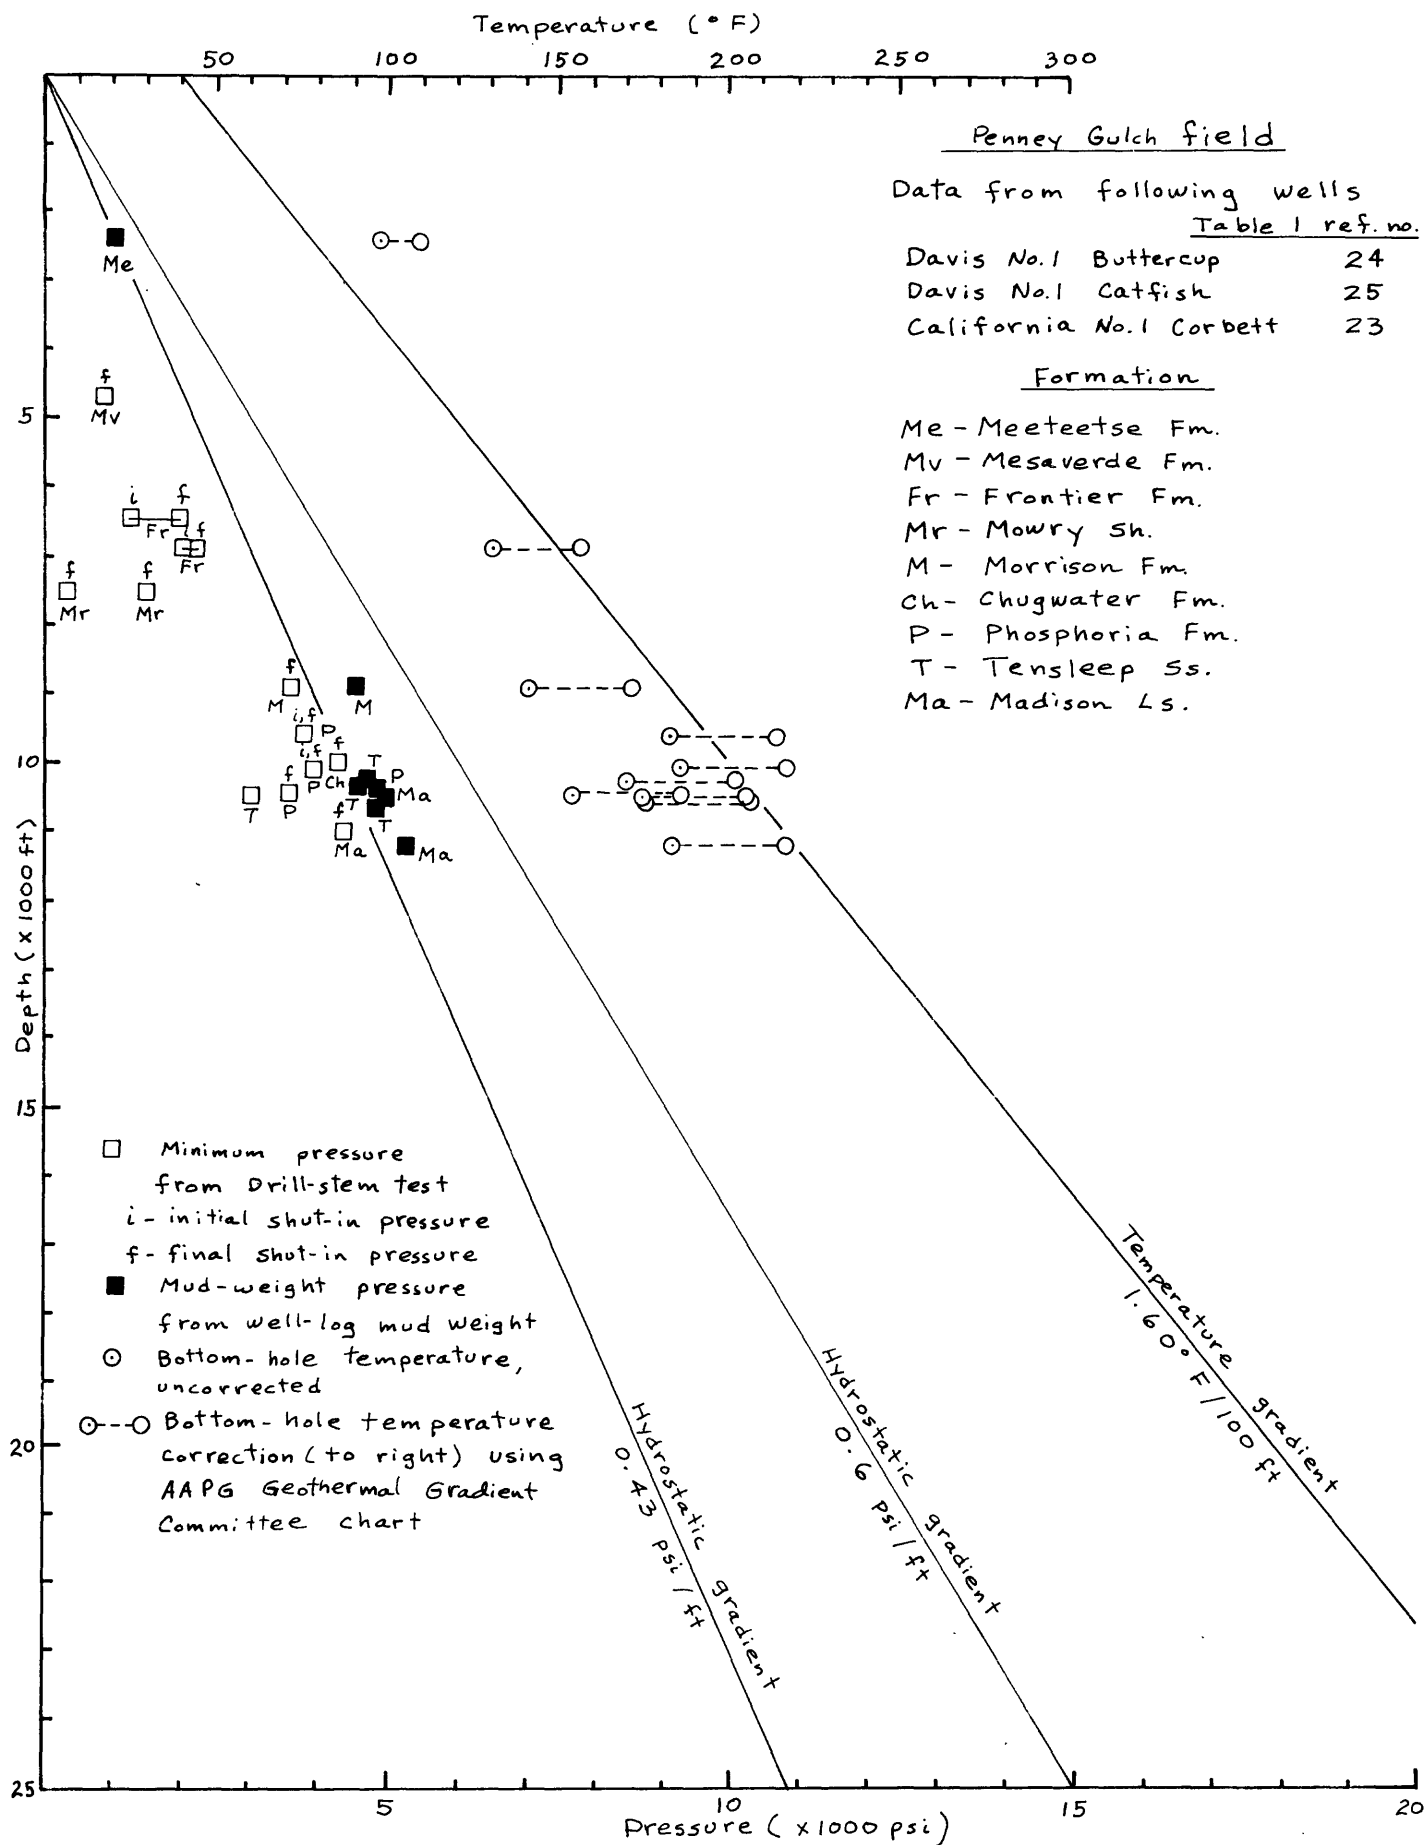 Temperature (°F)
50 100 150 200 250 300
Penney Gulch field
Data from following wells
Table 1 ref. no.
Davis No.1 Buttercup 24
Davis No.1 Catfish 25
California No.1 Corbett 23
Formation
Me - Meeteetse Fm.
Mv - Mesaverde Fm.
Fr - Frontier Fm.
Mr - Mowry Sh.
M - Morrison Fm.
Ch - Chugwater Fm.
P - Phosphoria Fm.
T - Tensleep Ss.
Ma - Madison Ls.
Me
f
Mv
5
i f
Fr i f
Fr
f f
Mr Mr
f
M M
i,f P
i,f f T
10
P Ch P
f T Ma
T P T
f
Ma Ma
Depth (x1000 ft)
15
Minimum pressure
from Drill-stem test
i - initial shut-in pressure
f - final shut-in pressure
Mud-weight pressure
from well-log mud weight
Bottom-hole temperature,
uncorrected
Bottom-hole temperature
correction (to right) using
AAPG Geothermal Gradient
Committee chart
Hydrostatic gradient
0.43 psi/ft
Hydrostatic gradient
0.6 psi/ft
Temperature gradient
1.60° F/100 ft
20
25
5 10 15 20
Pressure (x1000 psi)